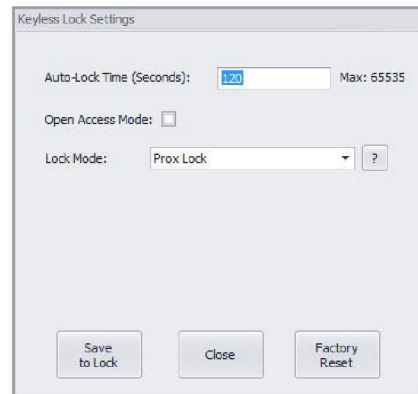 Keyless Lock Settings
Auto-Lock Time (Seconds): 120 Max: 65535
Open Access Mode:
Lock Mode: Prox Lock ?
Save
to Lock
Close
Factory
Reset